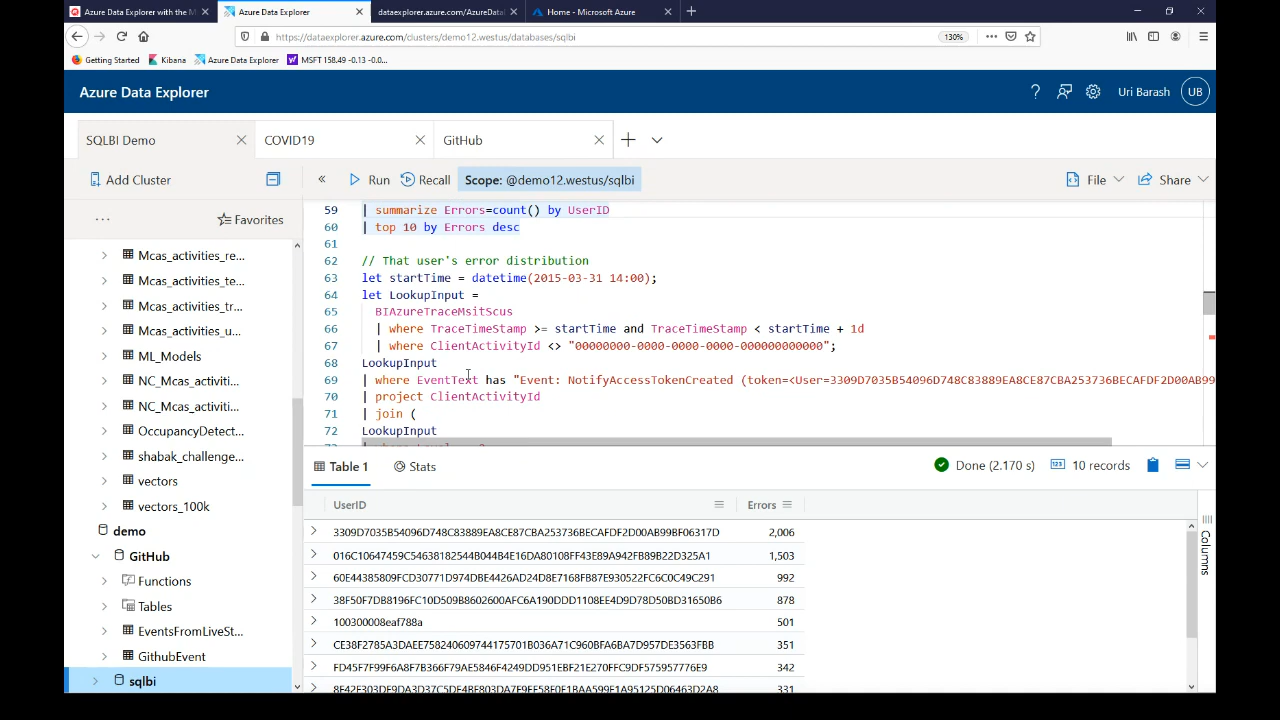 Azure Data Explorer with the M
Azure Data Explorer
dataexplorer.azure.com/AzureData
Home - Microsoft Azure
https://dataexplorer.azure.com/clusters/demo12.westus/databases/sqlbi
130%
Getting Started
Kibana
Azure Data Explorer
MSFT 158.49 -0.13 -0.0...
Azure Data Explorer
Uri Barash
UB
SQLBI Demo
COVID19
GitHub
Add Cluster
Run
Recall
Scope: @demo12.westus/sqlbi
File
Share
Favorites
Mcas_activities_re...
Mcas_activities_te...
Mcas_activities_tr...
Mcas_activities_u...
ML_Models
NC_Mcas_activiti...
NC_Mcas_activiti...
OccupancyDetect...
shabak_challenge...
vectors
vectors_100k
demo
GitHub
Functions
Tables
EventsFromLiveSt...
GithubEvent
sqlbi
59 | summarize Errors=count() by UserID
60 | top 10 by Errors desc
61
62 // That user's error distribution
63 let startTime = datetime(2015-03-31 14:00);
64 let LookupInput =
65 BIAzureTraceMsitScus
66 | where TraceTimeStamp >= startTime and TraceTimeStamp < startTime + 1d
67 | where ClientActivityId <> "00000000-0000-0000-0000-000000000000";
68 LookupInput
69 | where EventText has "Event: NotifyAccessTokenCreated (token=<User=3309D7035B54096D748C83889EA8CE87CBA253736BECAFDF2D00AB99
70 | project ClientActivityId
71 | join (
72 LookupInput
Table 1
Stats
Done (2.170 s)
10 records
UserID Errors
3309D7035B54096D748C83889EA8CE87CBA253736BECAFDF2D00AB99BF06317D 2,006
016C10647459C54638182544B044B4E16DA80108FF43E89A942FB89B22D325A1 1,503
60E44385809FCD30771D974DBE4426AD24D8E7168FB87E930522FC6C0C49C291 992
38F50F7DB8196FC10D509B8602600AFC6A190DDD1108EE4D9D78D50BD31650B6 878
100300008eaf788a 501
CE38F2785A3DAEE758240609744175701B036A71C960BFA6BA7D957DE3563FBB 351
FD45F7F99F6A8F7B366F79AE5846F4249DD951EBF21E270FFC9DF575957776E9 342
331
Columns